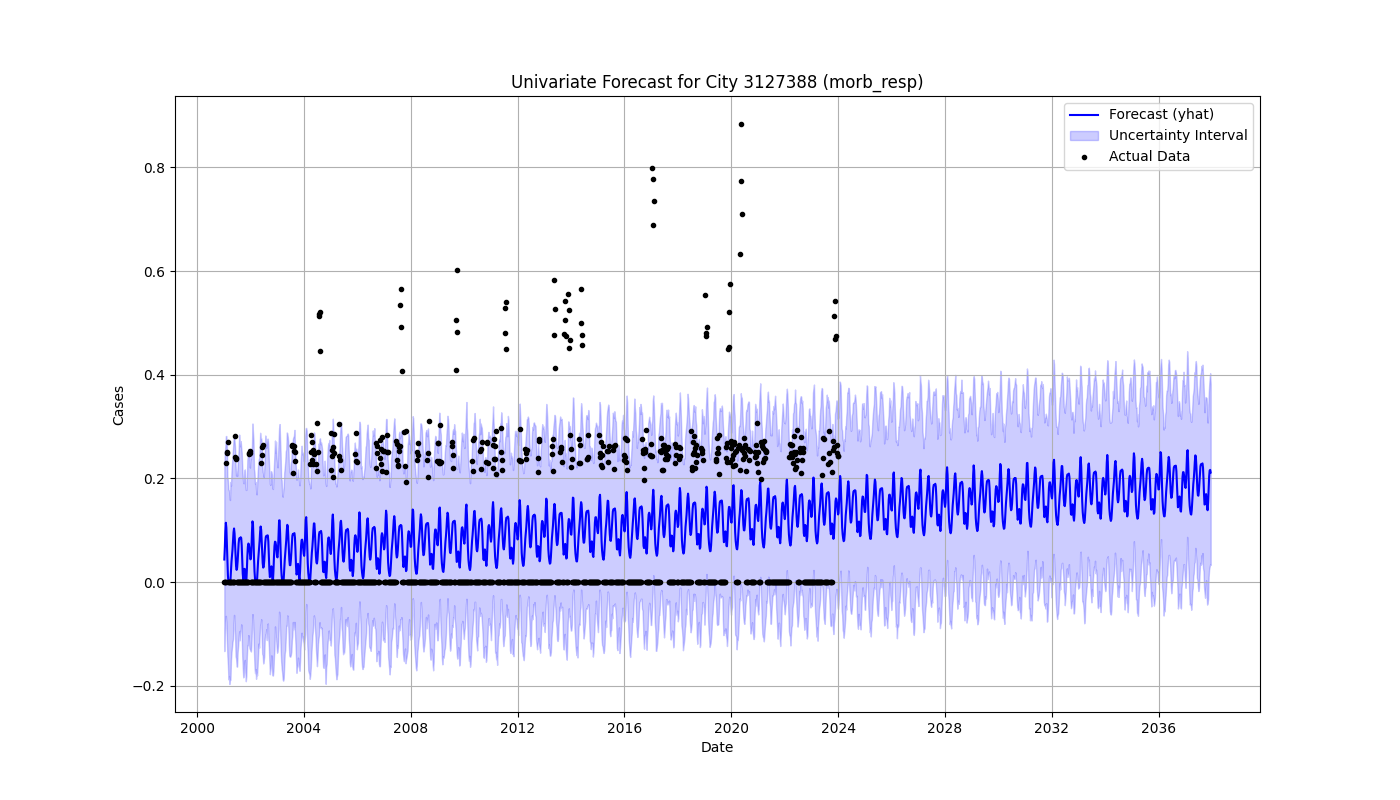 Univariate Forecast for City 3127388 (morb_resp)
Forecast (yhat)
Uncertainty Interval
Actual Data
Cases
0.8
0.6
0.4
0.2
0.0
−0.2
2000 2004 2008 2012 2016 2020 2024 2028 2032 2036
Date